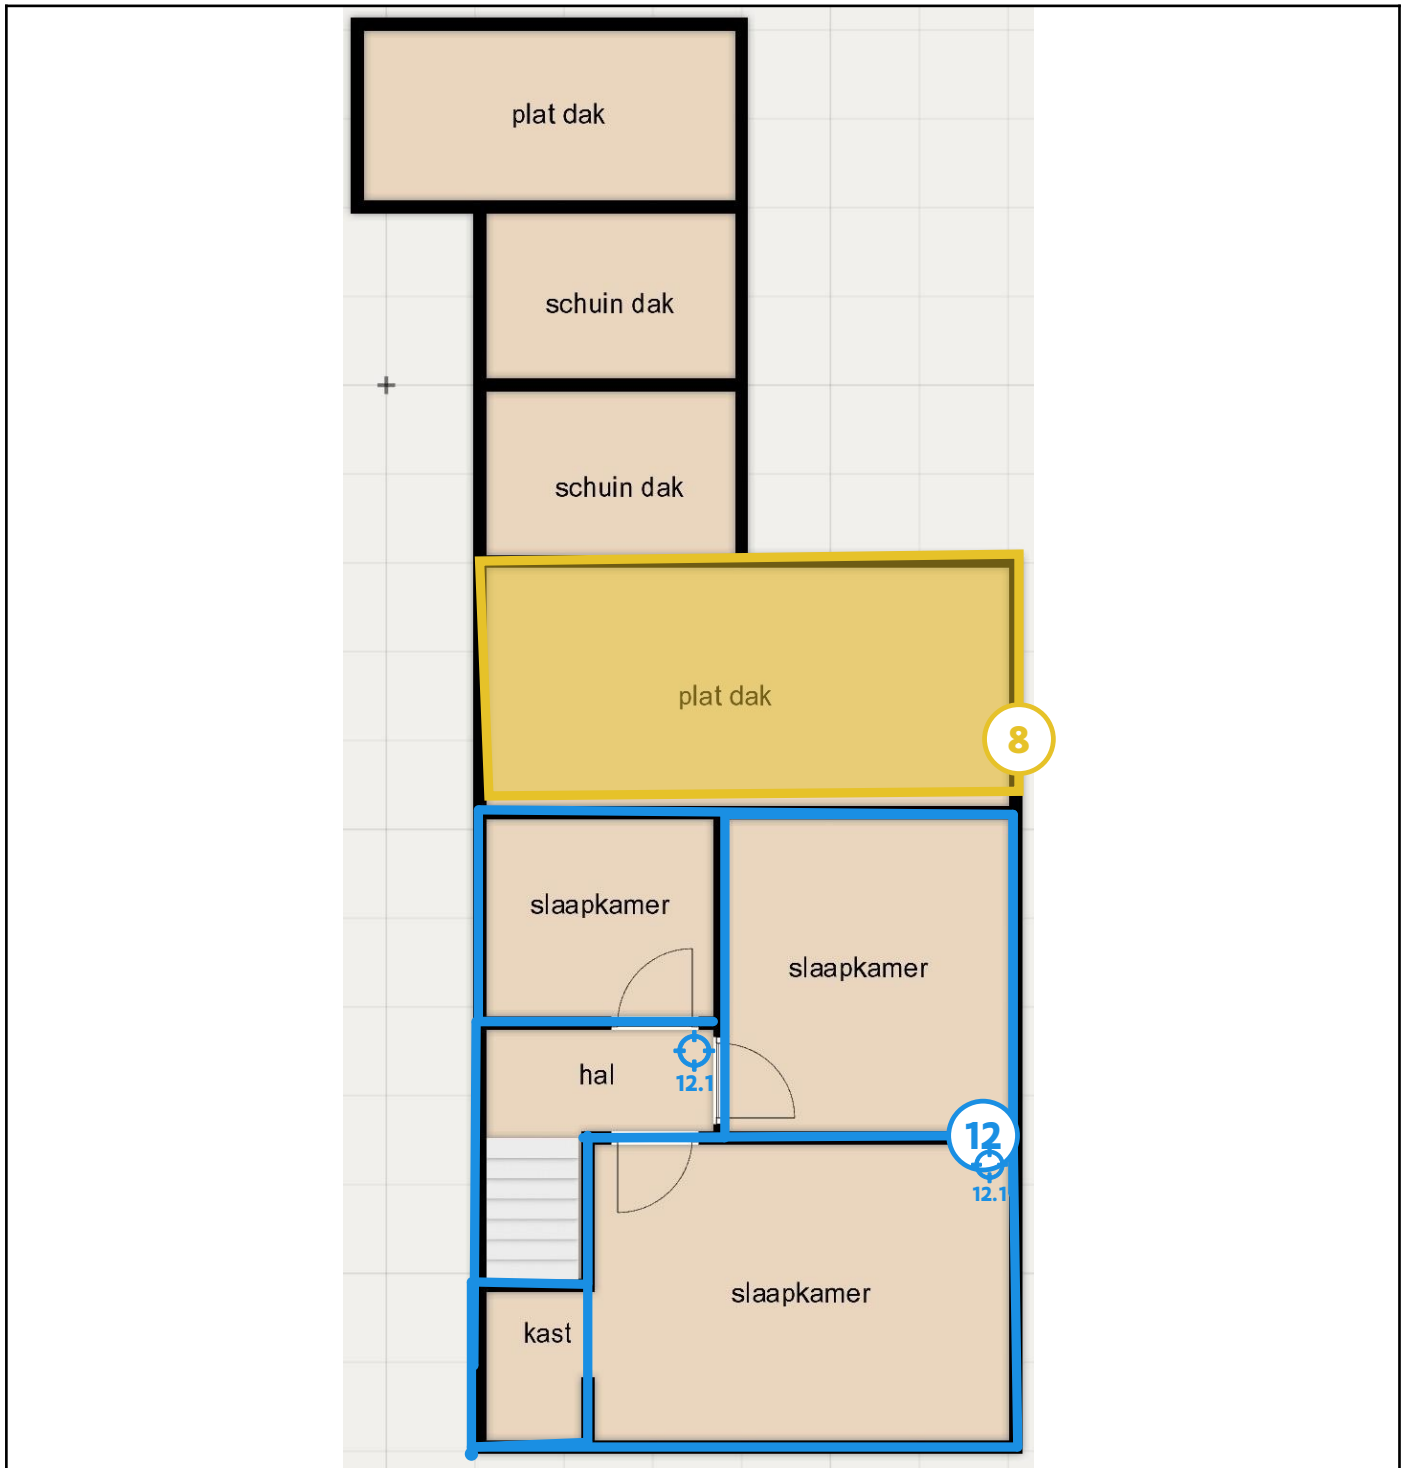 plat dak
schuin dak
schuin dak
plat dak
8
slaapkamer
slaapkamer
hal
12.1
12
12.1
slaapkamer
kast